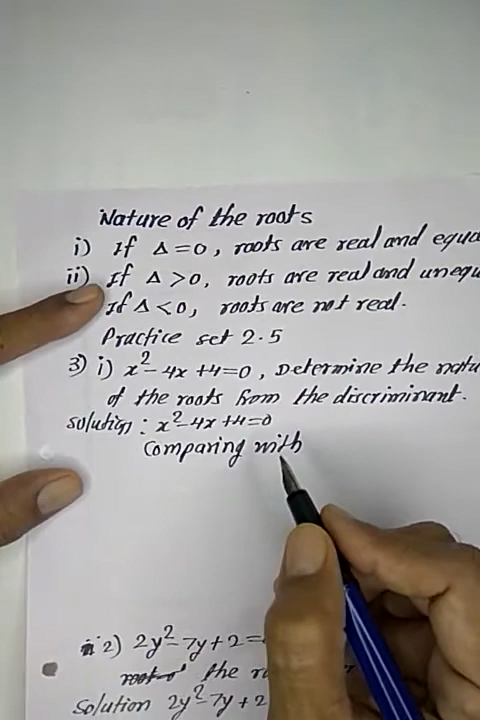 Nature of the roots
i) If Δ=0, roots are real and equa
ii) If Δ>0, roots are real and unequ
If Δ<0, roots are not real.
Practice set 2.5
3) i) x²-4x+4=0, Determine the natu
of the roots from the discriminant.
solution: x²-4x+4=0
Comparing with
2) 2y²-7y+2=
the
Solution 2y²-7y+2